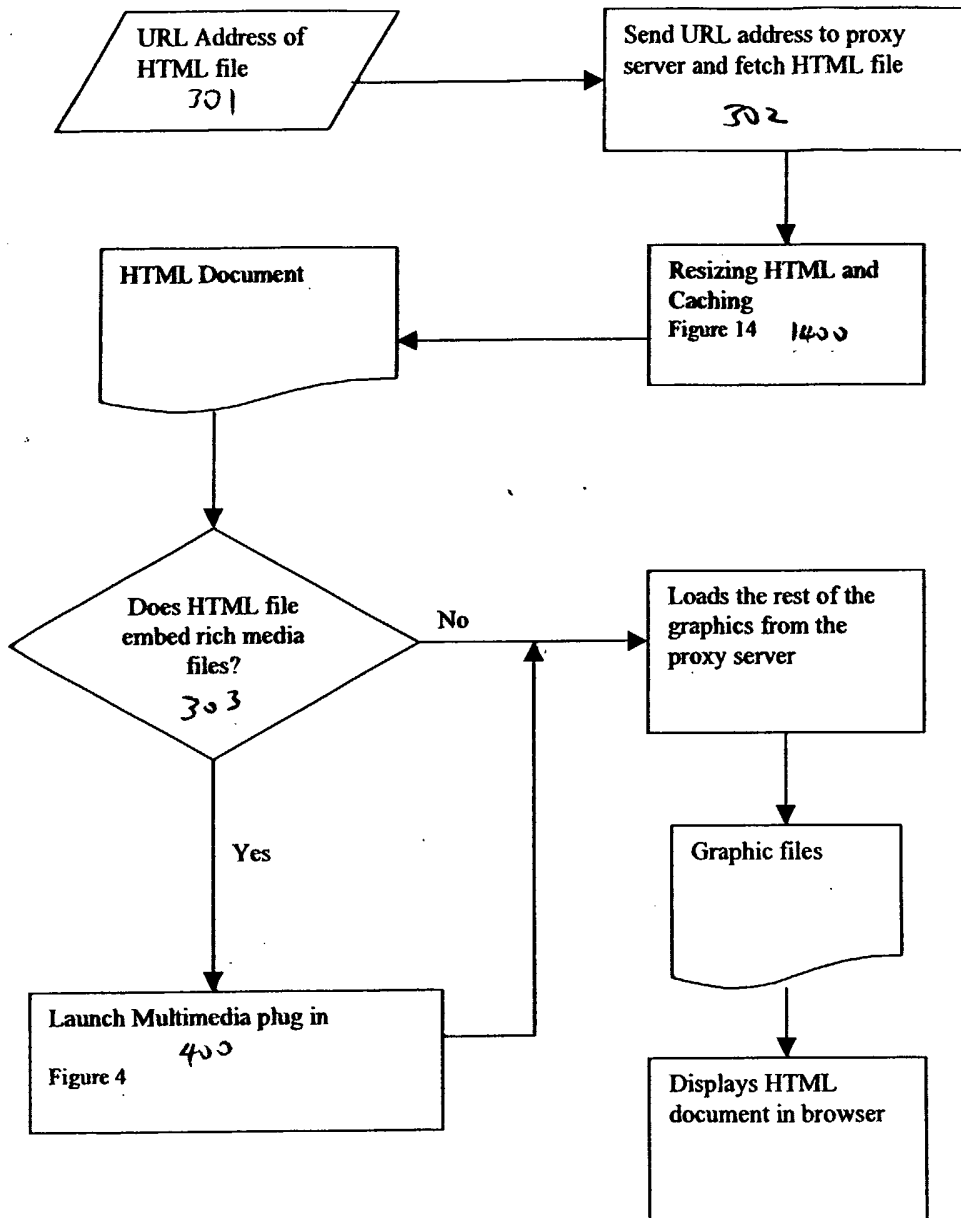 URL Address of
HTML file
301
Send URL address to proxy
server and fetch HTML file
302
HTML Document
Resizing HTML and
Caching
Figure 14 1400
Does HTML file
embed rich media
files?
303
No
Loads the rest of the
graphics from the
proxy server
Yes
Graphic files
Launch Multimedia plug in
400
Figure 4
Displays HTML
document in browser